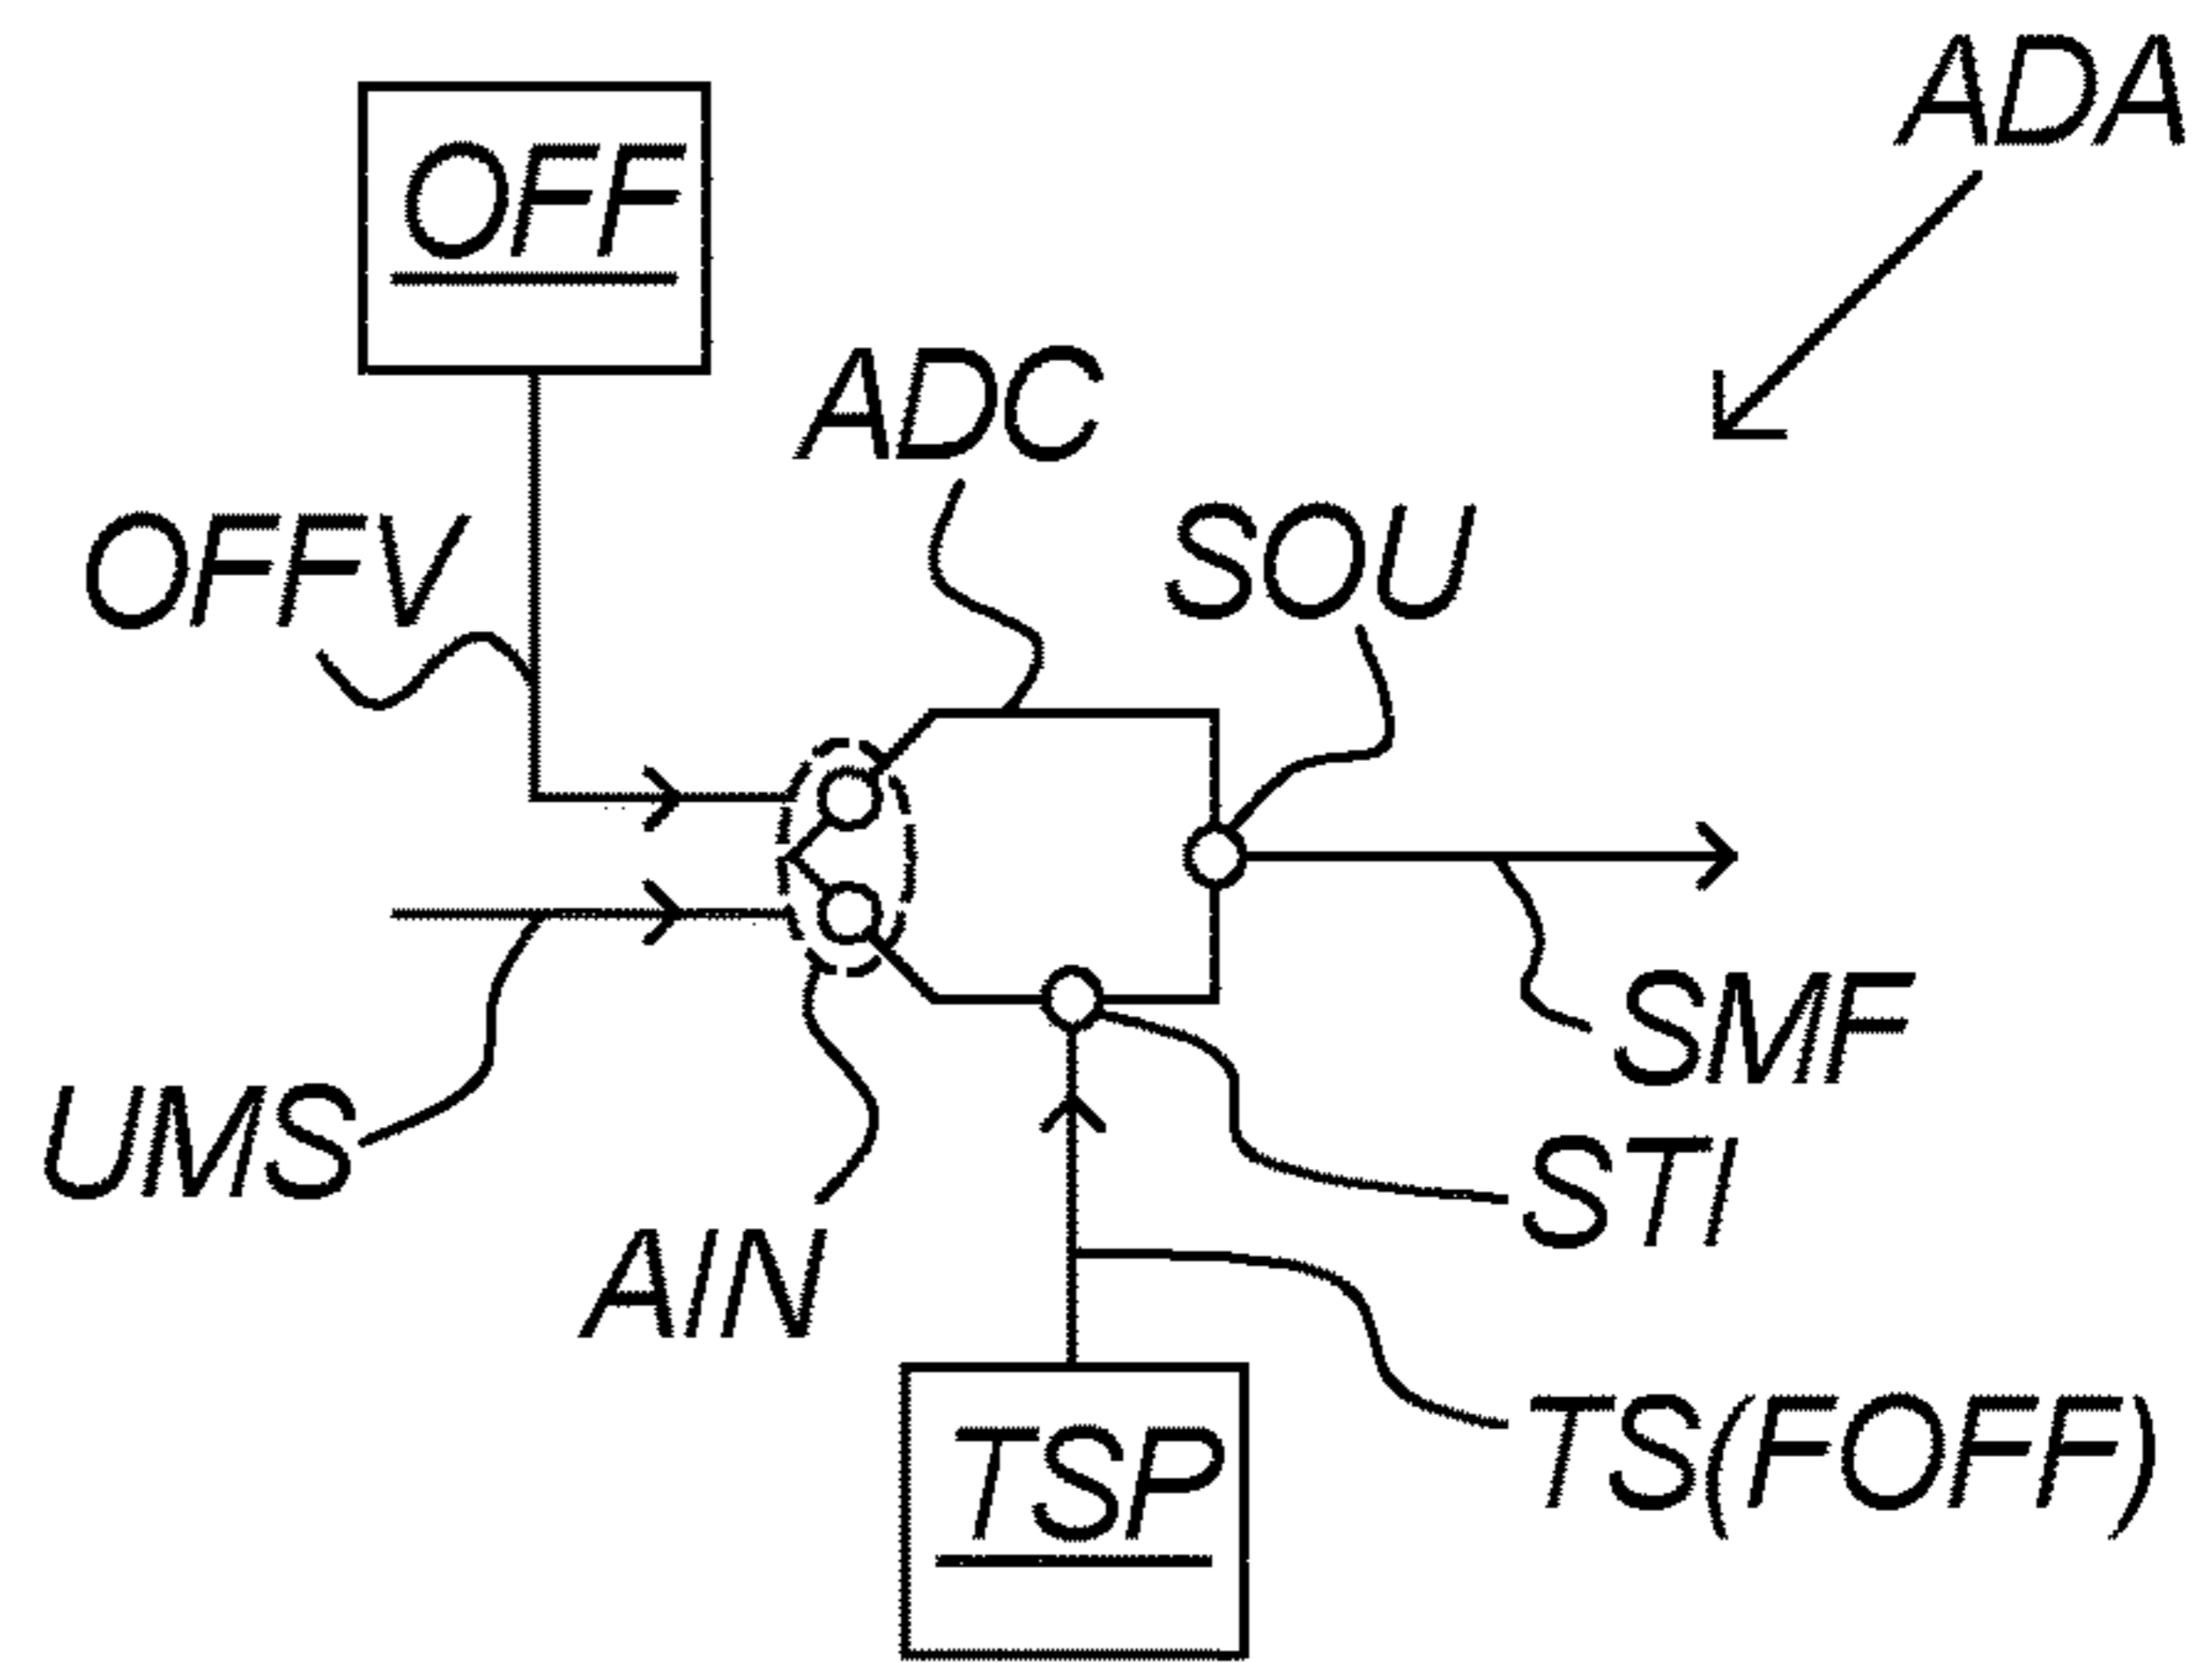 ADA
OFF
ADC
SOU
OFFV
SMF
UMS
STI
AIN
TS(FOFF)
TSP